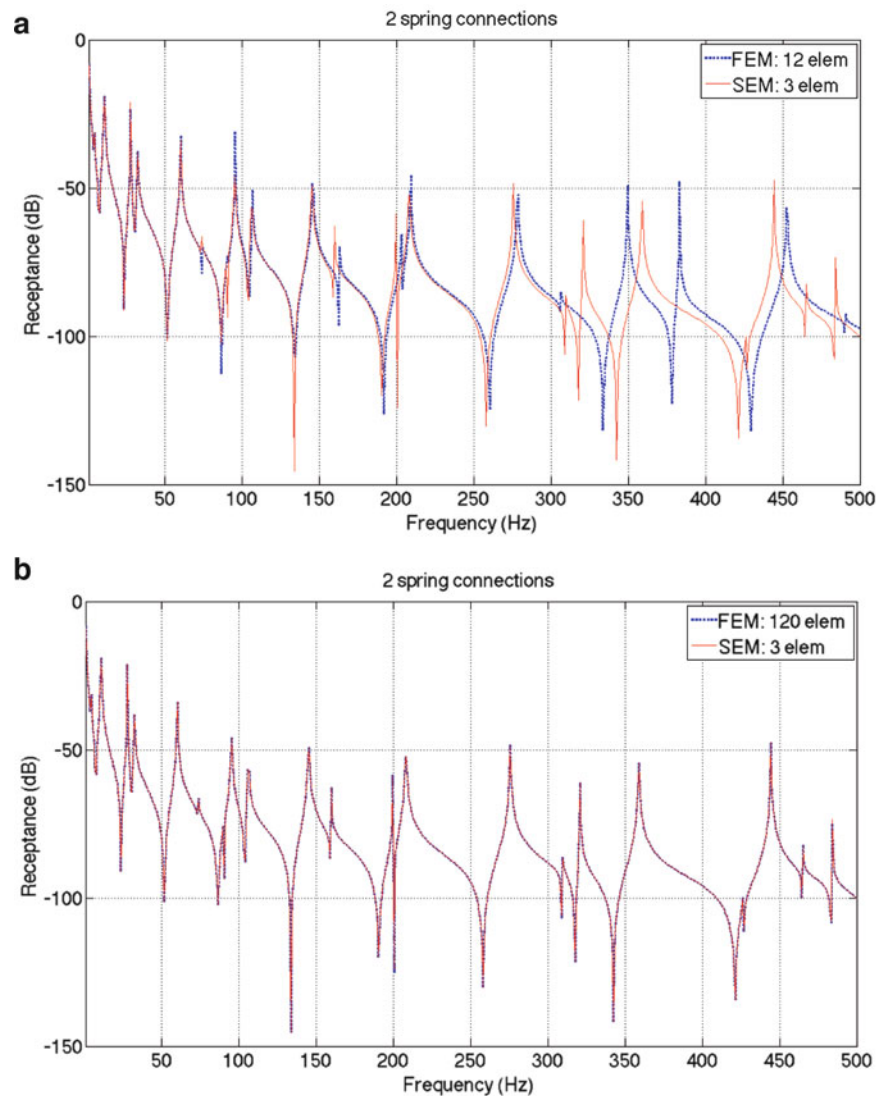 a
2 spring connections
FEM: 12 elem
SEM: 3 elem
Receptance (dB)
0
-50
-100
-150
50 100 150 200 250 300 350 400 450 500
Frequency (Hz)
b
2 spring connections
FEM: 120 elem
SEM: 3 elem
Receptance (dB)
0
-50
-100
-150
50 100 150 200 250 300 350 400 450 500
Frequency (Hz)